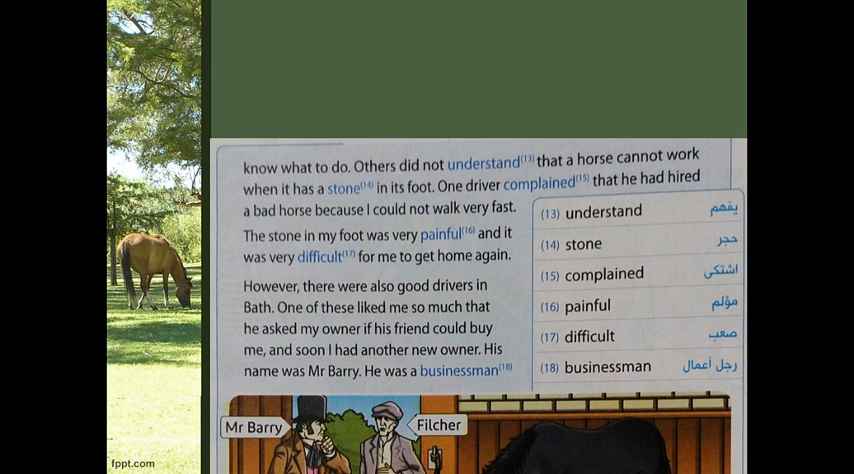 know what to do. Others did not understand(13) that a horse cannot work
when it has a stone(14) in its foot. One driver complained(15) that he had hired
a bad horse because I could not walk very fast.
The stone in my foot was very painful(16) and it
was very difficult(17) for me to get home again.
However, there were also good drivers in
Bath. One of these liked me so much that
he asked my owner if his friend could buy
me, and soon I had another new owner. His
name was Mr Barry. He was a businessman(18)
(13) understand يفهم
(14) stone حجر
(15) complained اشتكى
(16) painful مؤلم
(17) difficult صعب
(18) businessman رجل أعمال
Mr Barry
Filcher
fppt.com